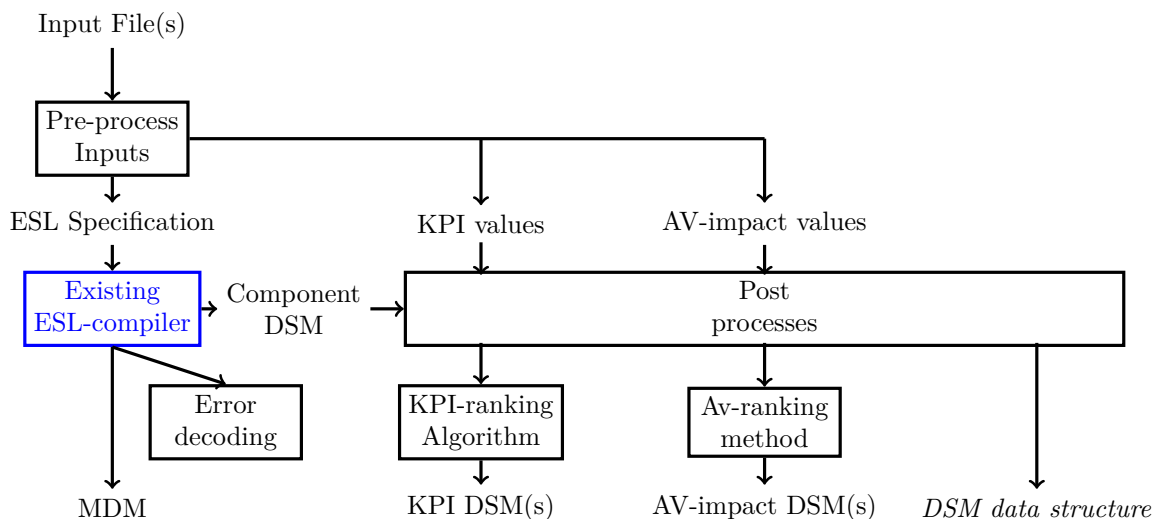 Input File(s)
Pre-process
Inputs
ESL Specification
KPI values
AV-impact values
Existing
ESL-compiler
Component
DSM
Post
processes
Error
decoding
KPI-ranking
Algorithm
Av-ranking
method
MDM
KPI DSM(s)
AV-impact DSM(s)
DSM data structure